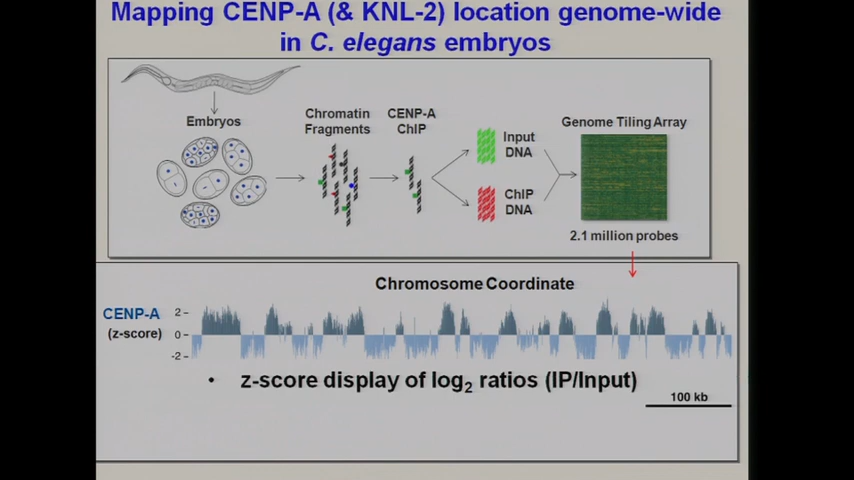 Mapping CENP-A (& KNL-2) location genome-wide
in C. elegans embryos
Embryos
Chromatin
Fragments
CENP-A
ChIP
Input
DNA
ChIP
DNA
Genome Tiling Array
2.1 million probes
Chromosome Coordinate
CENP-A
(z-score)
2
0
-2
• z-score display of log2 ratios (IP/Input)
100 kb